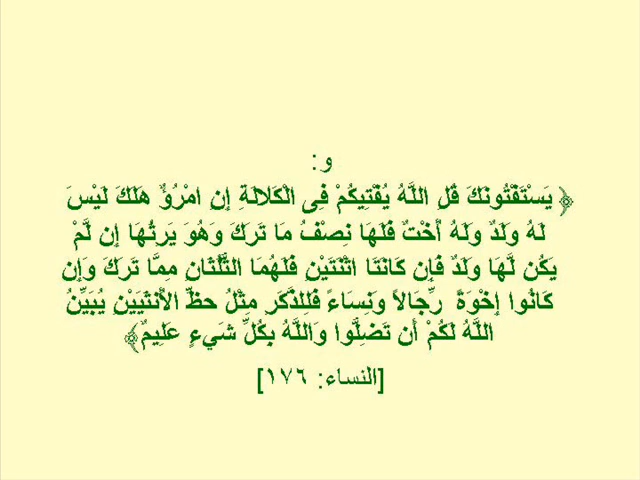 و:
﴿ يَسْتَفْتُونَكَ قُلِ اللَّهُ يُفْتِيكُمْ فِى الْكَلالَةِ إِنِ امْرُؤٌ هَلَكَ لَيْسَ
لَهُ وَلَدٌ وَلَهُ أُخْتٌ فَلَهَا نِصْفُ مَا تَرَكَ وَهُوَ يَرِثُهَا إِن لَّمْ
يَكُن لَّهَا وَلَدٌ فَإِن كَانَتَا اثْنَتَيْنِ فَلَهُمَا الثُّلُثَانِ مِمَّا تَرَكَ وَإِن
كَانُوا إِخْوَةً رِّجَالاً وَنِسَاءً فَلِلذَّكَرِ مِثْلُ حَظِّ الأُنثَيَيْنِ يُبَيِّنُ
اللَّهُ لَكُمْ أَن تَضِلُّوا وَاللَّهُ بِكُلِّ شَيءٍ عَلِيمٌ﴾
[النساء: ١٧٦]